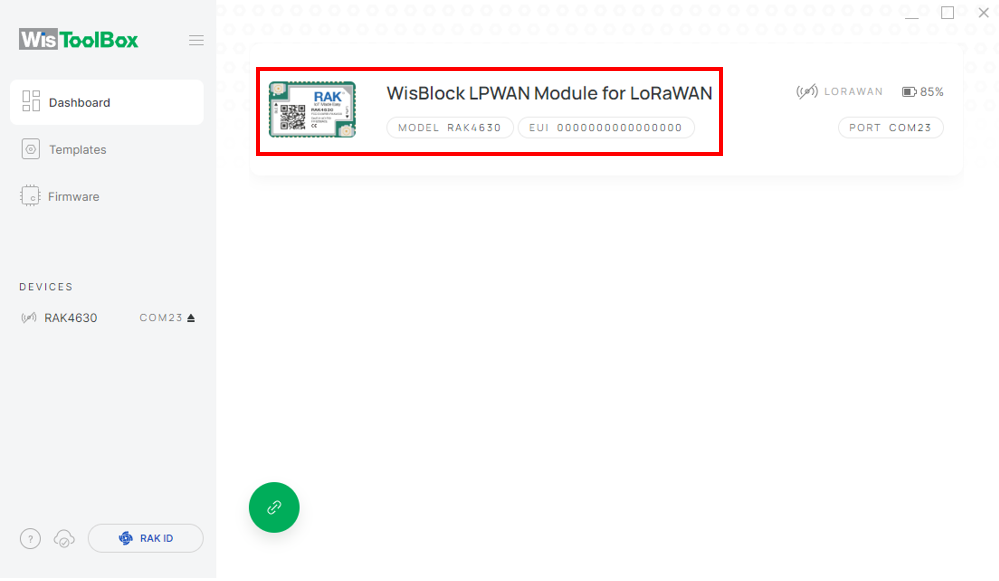 WisToolBox
Dashboard
Templates
Firmware
DEVICES
RAK4630 COM23
? RAK ID
RAK
WisBlock LPWAN Module for LoRaWAN
MODEL RAK4630 EUI 0000000000000000
LORAWAN 85%
PORT COM23